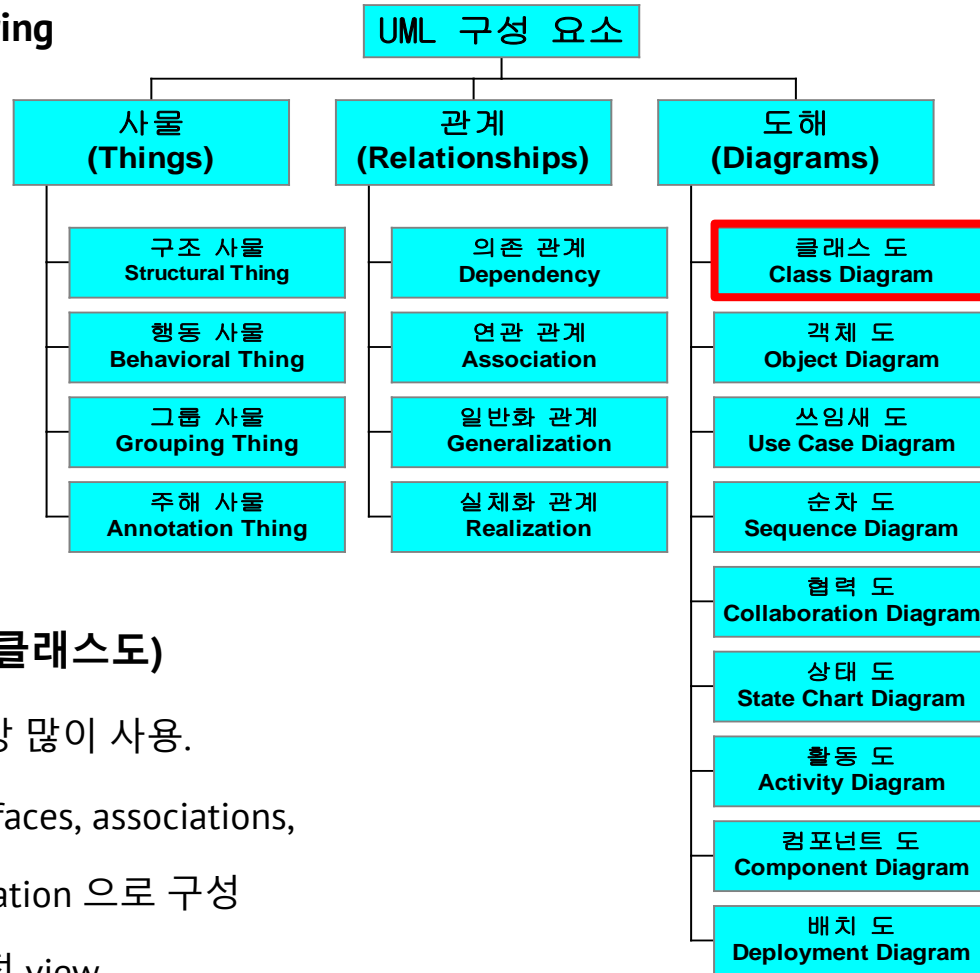 ing
UML 구성 요소
사물
(Things)
관계
(Relationships)
도해
(Diagrams)
구조 사물
Structural Thing
행동 사물
Behavioral Thing
그룹 사물
Grouping Thing
주해 사물
Annotation Thing
의존 관계
Dependency
연관 관계
Association
일반화 관계
Generalization
실체화 관계
Realization
클래스 도
Class Diagram
객체 도
Object Diagram
쓰임새 도
Use Case Diagram
순차 도
Sequence Diagram
협력 도
Collaboration Diagram
상태 도
State Chart Diagram
활동 도
Activity Diagram
컴포넌트 도
Component Diagram
배치 도
Deployment Diagram
클래스도)
많이 사용.
faces, associations,
ation 으로 구성
view